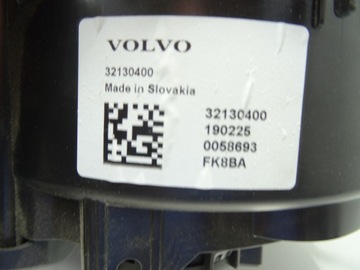 VOLVO
32130400
Made in Slovakia
32130400
190225
0058693
FK8BA